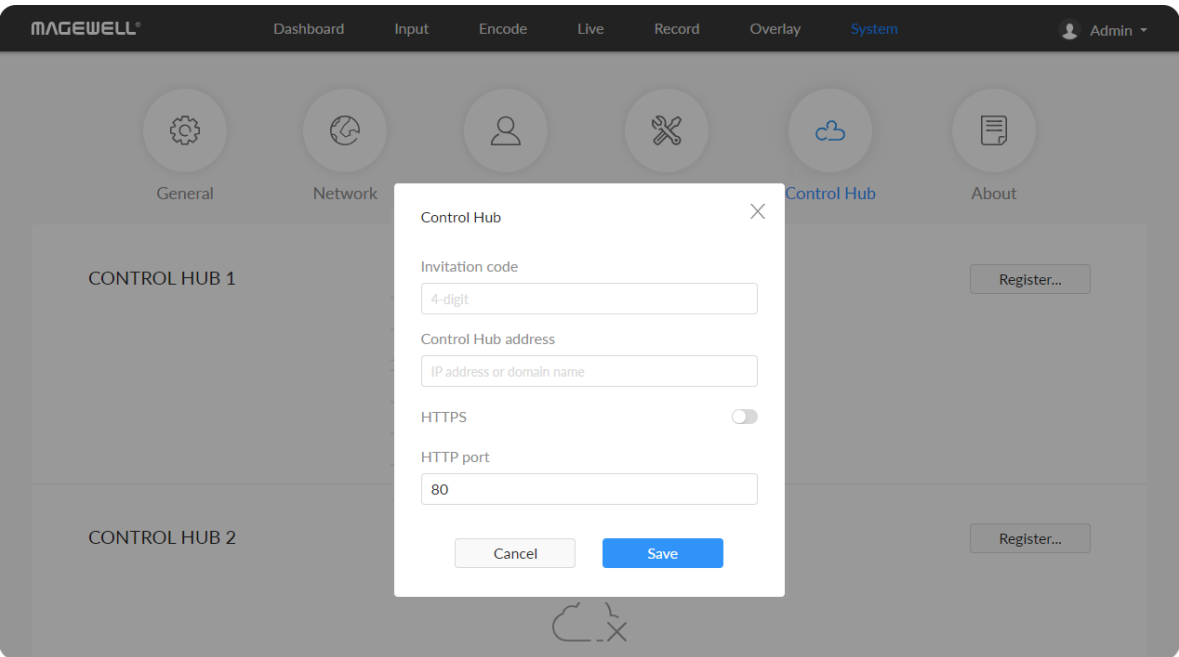 MAGEWELL®
Dashboard Input Encode Live Record Overlay System Admin
General Network Control Hub About
Control Hub
CONTROL HUB 1 Register...
Invitation code
4-digit
Control Hub address
IP address or domain name
HTTPS
HTTP port
80
CONTROL HUB 2 Register...
Cancel Save